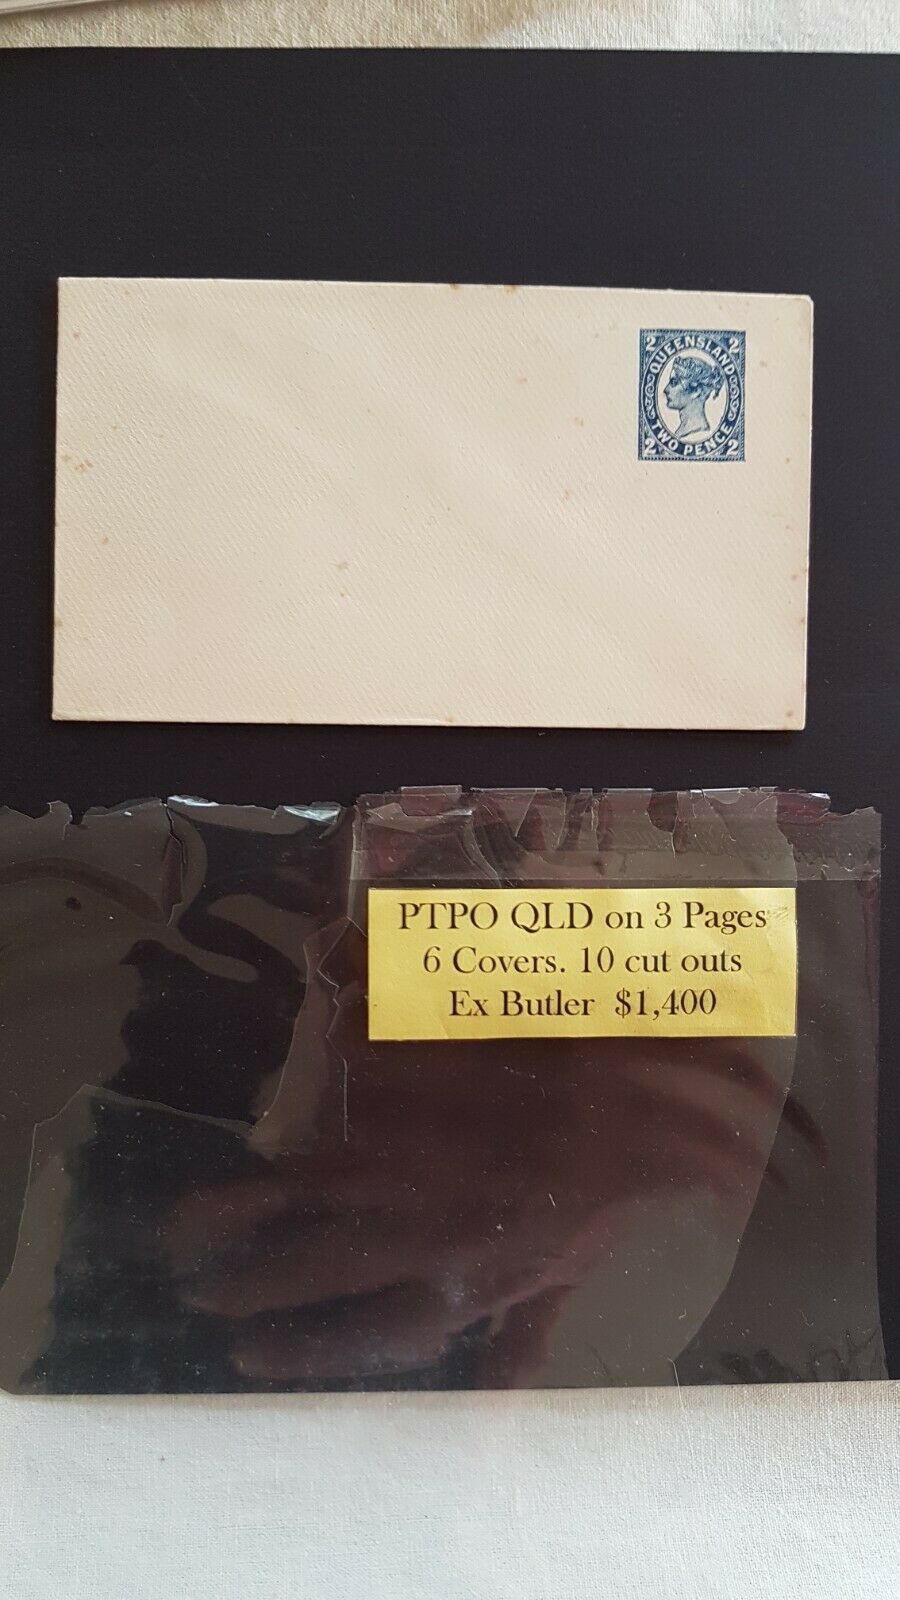 2 2
QUEENSLAND
TWO PENCE
2 2
PTPO QLD on 3 Pages
6 Covers. 10 cut outs
Ex Butler $1,400